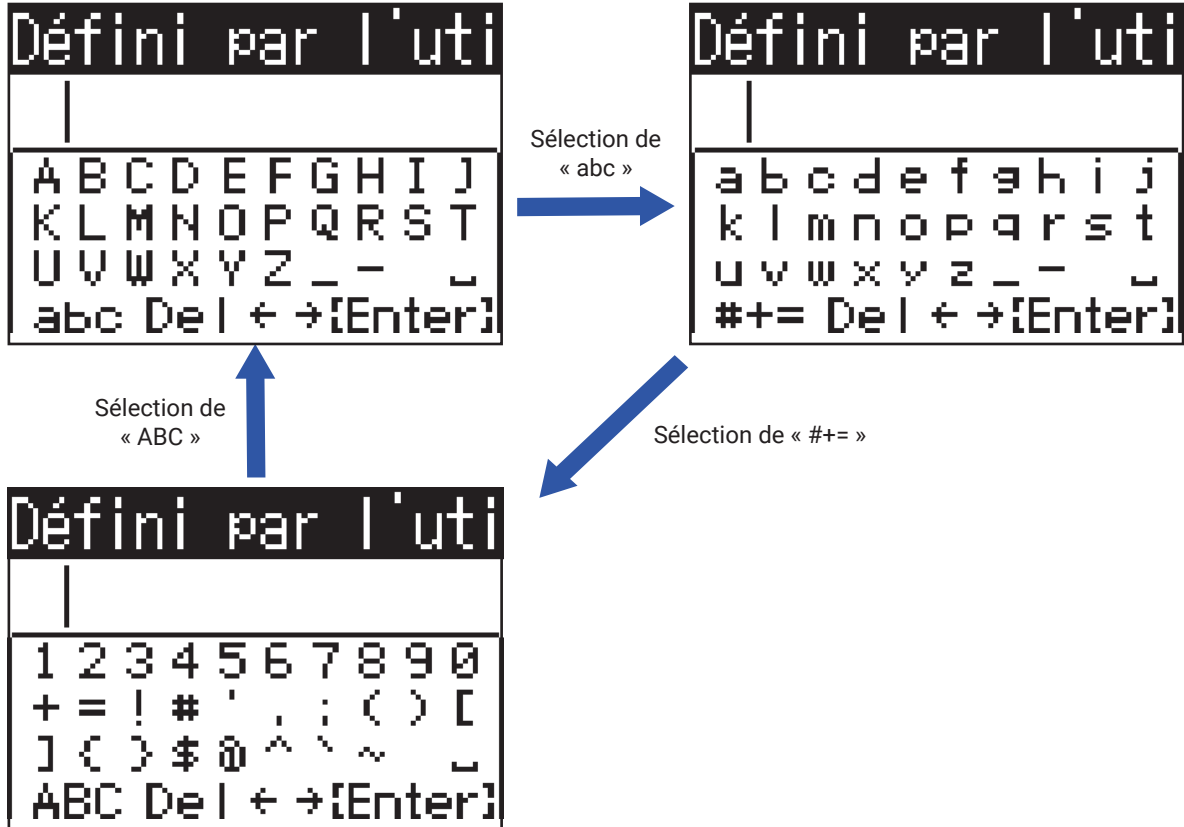 Défini par l'uti
A B C D E F G H I J
K L M N O P Q R S T
U V W X Y Z _ - ⎵
abc Del ← → [Enter]
Sélection de
« abc »
Défini par l'uti
a b c d e f g h i j
k l m n o p q r s t
u v w x y z _ - ⎵
#+= Del ← → [Enter]
Sélection de
« ABC »
Sélection de « #+= »
Défini par l'uti
1 2 3 4 5 6 7 8 9 0
+ = ! # ' , ; ( ) [
] { } $ @ ^ ` ~ ⎵
ABC Del ← → [Enter]